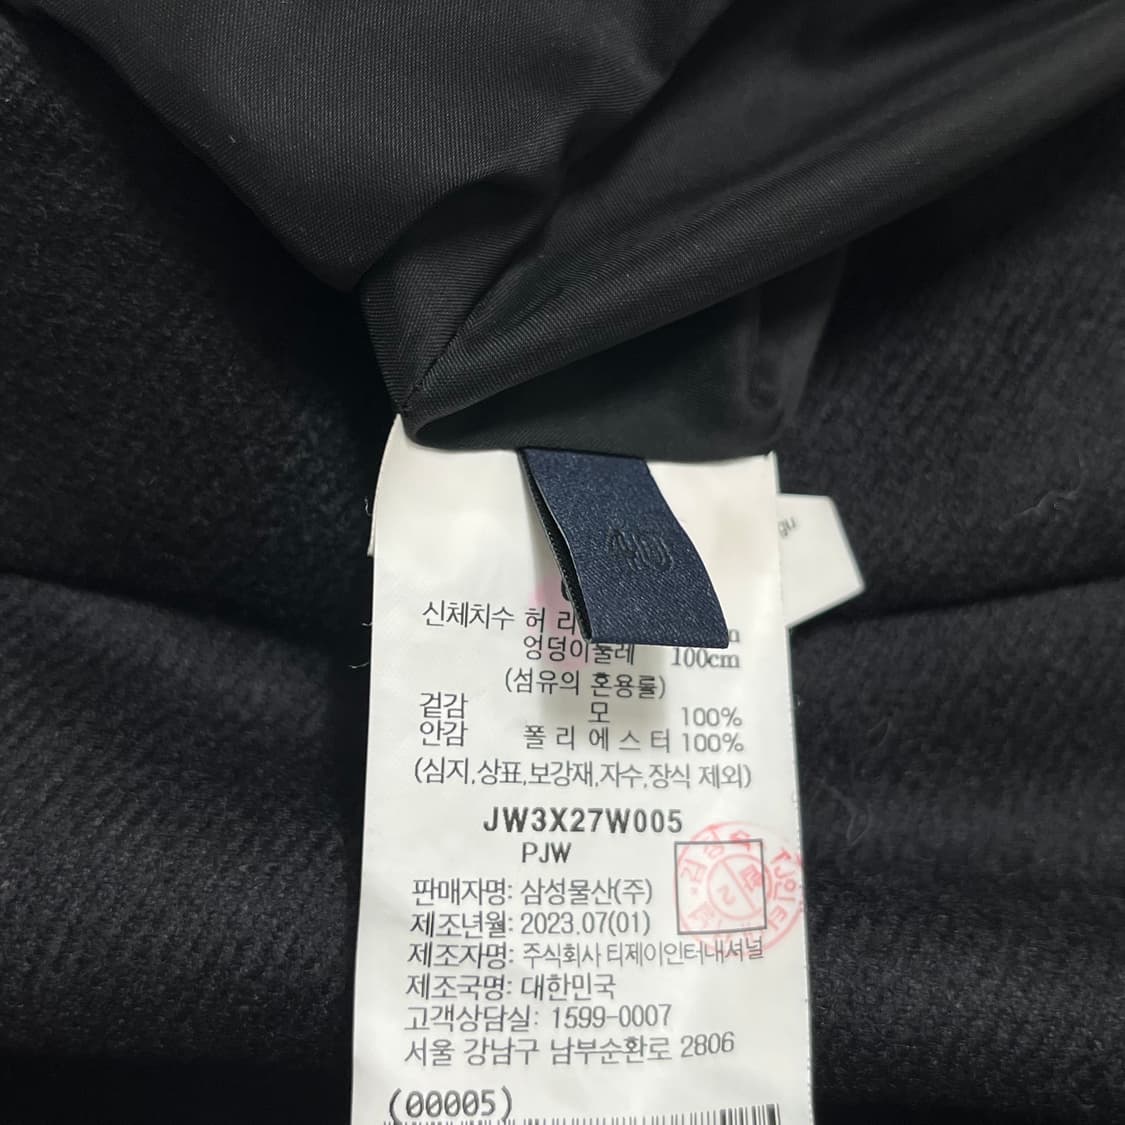 40
gu
신체치수 허리
엉덩이둘레 100cm
(섬유의 혼용률)
겉감 모 100%
안감 폴리에스터 100%
(심지,상표,보강재,자수,장식 제외)
JW3X27W005
PJW
판매자명: 삼성물산(주)
제조년월: 2023.07(01)
제조자명: 주식회사 티제이인터내셔널
제조국명: 대한민국
고객상담실: 1599-0007
서울 강남구 남부순환로 2806
(00005)